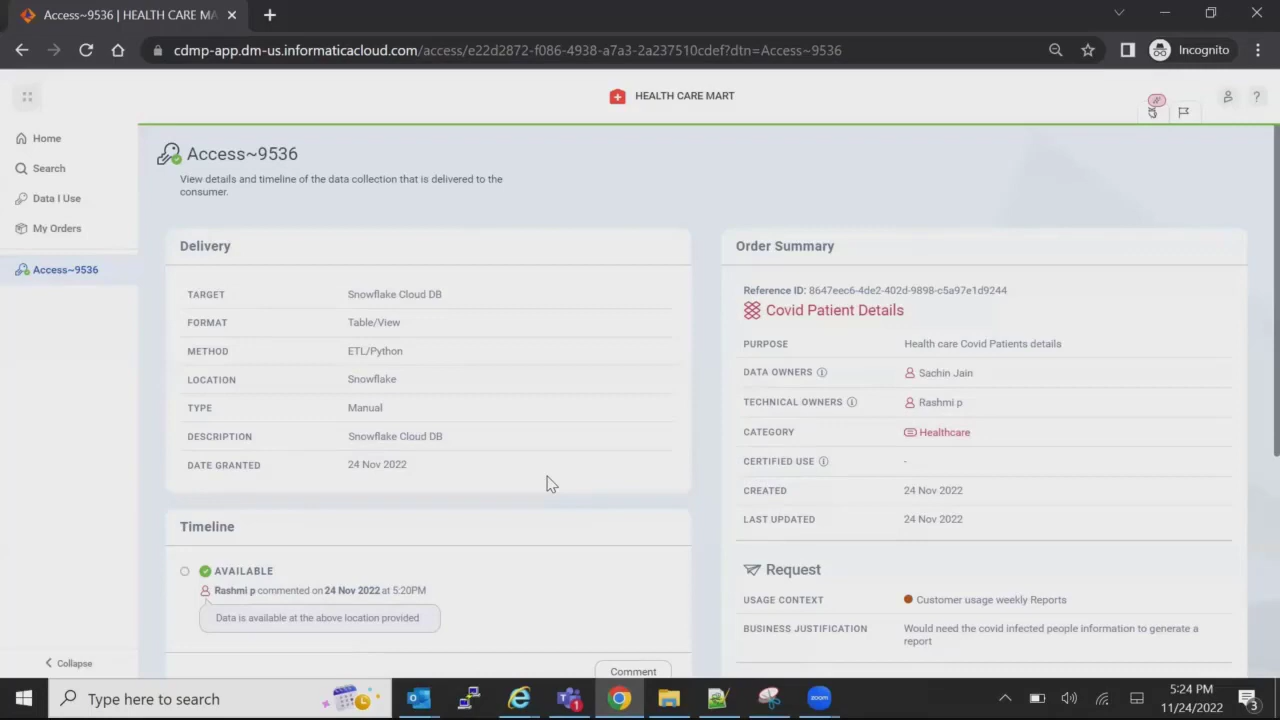 Access~9536 | HEALTH CARE MA
cdmp-app.dm-us.informaticacloud.com/access/e22d2872-f086-4938-a7a3-2a237510cdef?dtn=Access~9536
Incognito
HEALTH CARE MART
?
Home
Search
Data I Use
My Orders
Access~9536
Collapse
Access~9536
View details and timeline of the data collection that is delivered to the
consumer.
Delivery
TARGET Snowflake Cloud DB
FORMAT Table/View
METHOD ETL/Python
LOCATION Snowflake
TYPE Manual
DESCRIPTION Snowflake Cloud DB
DATE GRANTED 24 Nov 2022
Timeline
AVAILABLE
Rashmi p commented on 24 Nov 2022 at 5:20PM
Data is available at the above location provided
Comment
Order Summary
Reference ID: 8647eec6-4de2-402d-9898-c5a97e1d9244
Covid Patient Details
PURPOSE Health care Covid Patients details
DATA OWNERS Sachin Jain
TECHNICAL OWNERS Rashmi p
CATEGORY Healthcare
CERTIFIED USE -
CREATED 24 Nov 2022
LAST UPDATED 24 Nov 2022
Request
USAGE CONTEXT Customer usage weekly Reports
BUSINESS JUSTIFICATION Would need the covid infected people information to generate a
report
Type here to search
1
zoom
5:24 PM
11/24/2022
3